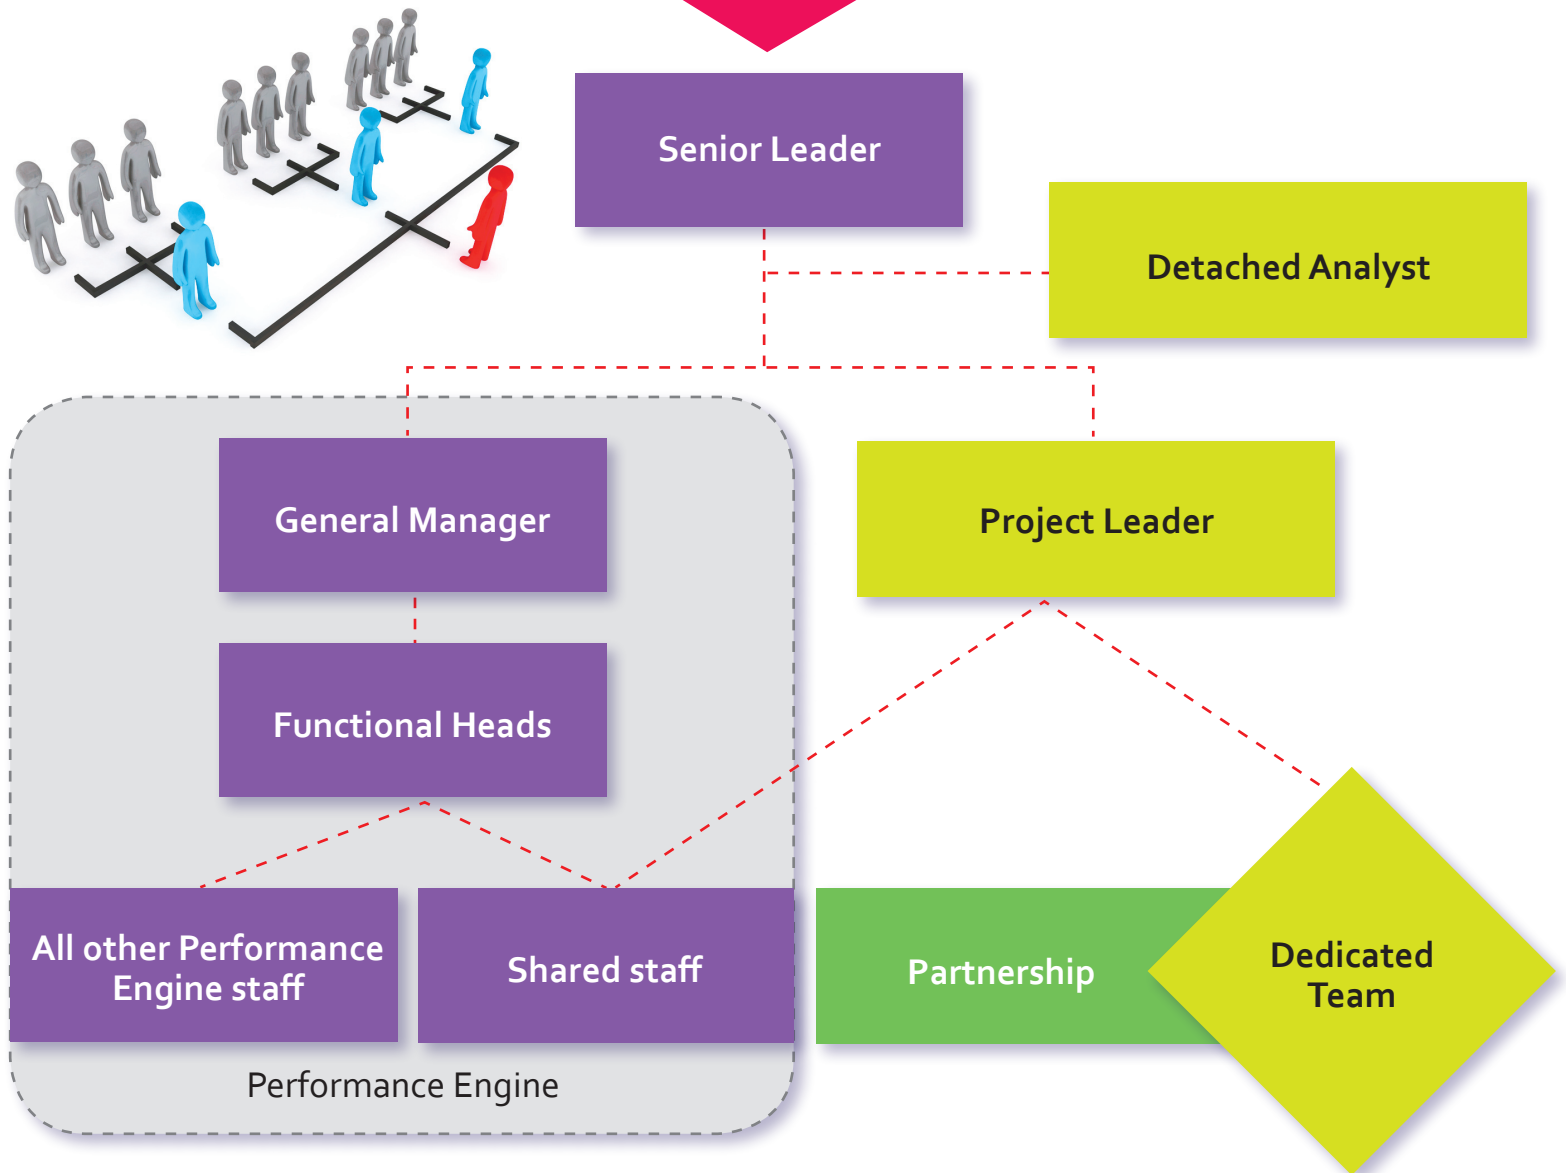 Senior Leader
Detached Analyst
General Manager
Project Leader
Functional Heads
All other Performance
Engine staff
Shared staff
Partnership
Dedicated
Team
Performance Engine